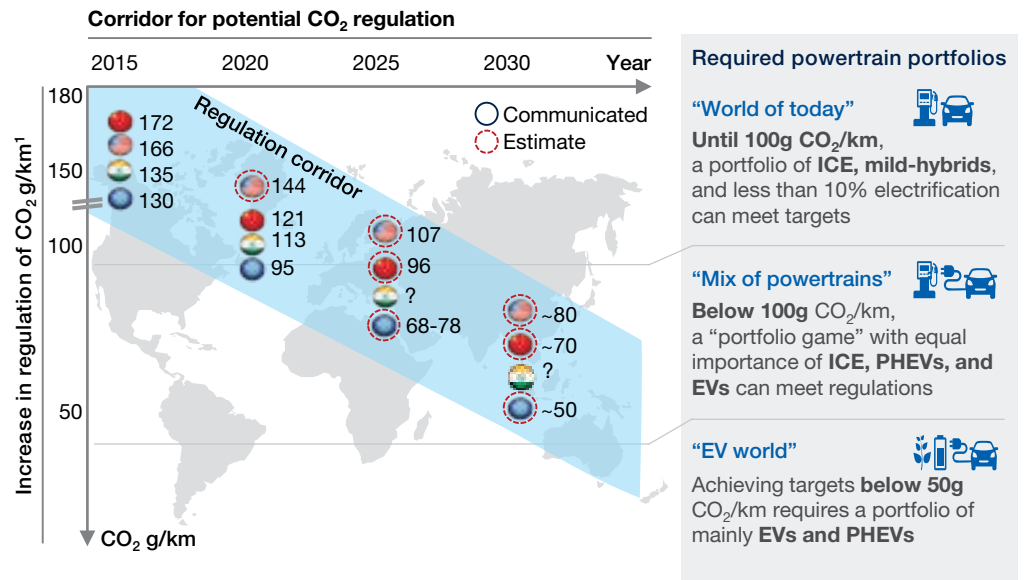 Corridor for potential CO₂ regulation
2015 2020 2025 2030 Year
Increase in regulation of CO₂ g/km¹
180
150
100
50
CO₂ g/km
Regulation corridor
Communicated
Estimate
172
166
135
130
144
121
113
95
107
96
?
68-78
~80
~70
?
~50
Required powertrain portfolios
“World of today”
Until 100g CO₂/km,
a portfolio of ICE, mild-hybrids,
and less than 10% electrification
can meet targets
“Mix of powertrains”
Below 100g CO₂/km,
a “portfolio game” with equal
importance of ICE, PHEVs, and
EVs can meet regulations
“EV world”
Achieving targets below 50g
CO₂/km requires a portfolio of
mainly EVs and PHEVs